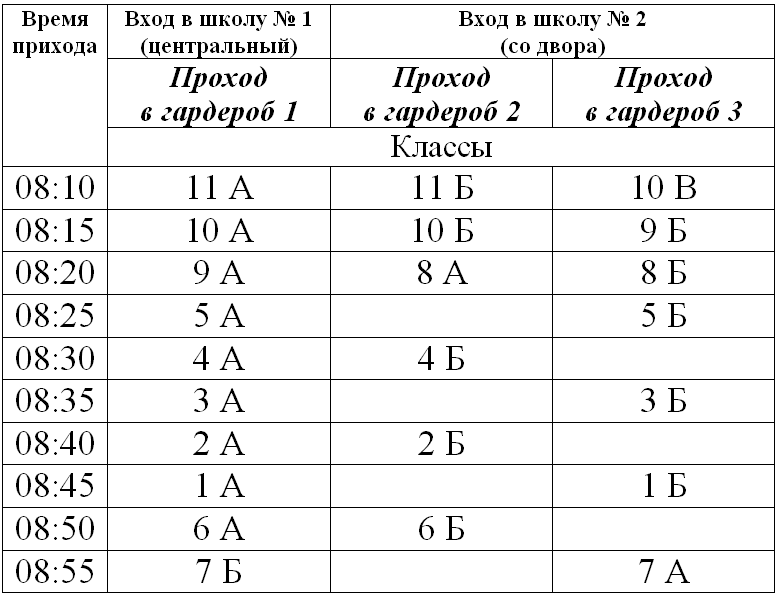 Время прихода Вход в школу № 1 (центральный) Вход в школу № 2 (со двора)
Проход в гардероб 1 Проход в гардероб 2 Проход в гардероб 3
Классы
08:10 11 А 11 Б 10 В
08:15 10 А 10 Б 9 Б
08:20 9 А 8 А 8 Б
08:25 5 А 5 Б
08:30 4 А 4 Б
08:35 3 А 3 Б
08:40 2 А 2 Б
08:45 1 А 1 Б
08:50 6 А 6 Б
08:55 7 Б 7 А